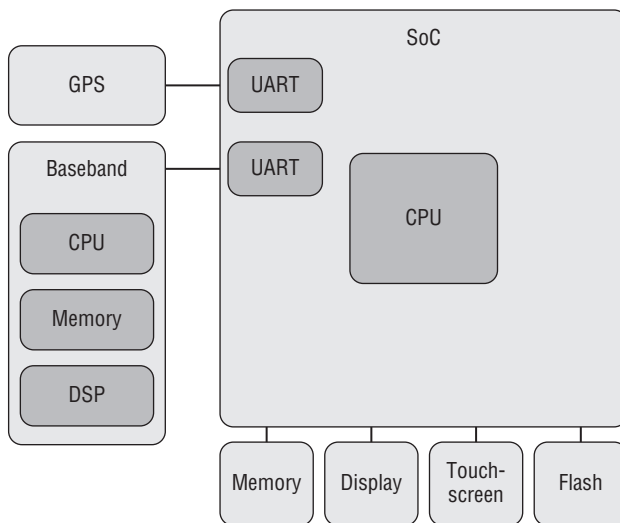 SoC
GPS
UART
Baseband
UART
CPU
CPU
Memory
DSP
Memory
Display
Touch-
screen
Flash